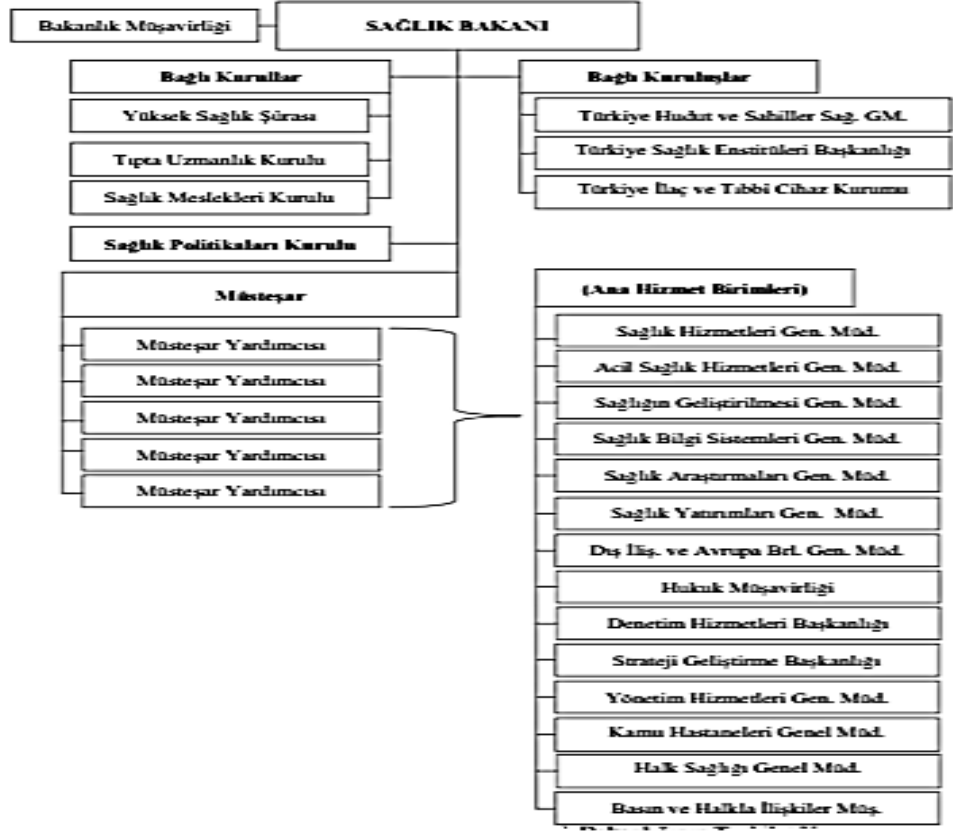 Bakanlık Müşavirliği
SAĞLIK BAKANI
Bağlı Kurullar
Yüksek Sağlık Şûrası
Tıpta Uzmanlık Kurulu
Sağlık Meslekleri Kurulu
Sağlık Politikaları Kurulu
Bağlı Kuruluşlar
Türkiye Hudut ve Sahiller Sağ. GM.
Türkiye Sağlık Enstitüleri Başkanlığı
Türkiye İlaç ve Tıbbi Cihaz Kurumu
Müsteşar
Müsteşar Yardımcısı
Müsteşar Yardımcısı
Müsteşar Yardımcısı
Müsteşar Yardımcısı
Müsteşar Yardımcısı
(Ana Hizmet Birimleri)
Sağlık Hizmetleri Gen. Müd.
Acil Sağlık Hizmetleri Gen. Müd.
Sağlığın Geliştirilmesi Gen. Müd.
Sağlık Bilgi Sistemleri Gen. Müd.
Sağlık Araştırmaları Gen. Müd.
Sağlık Yatırımları Gen. Müd.
Dış İliş. ve Avrupa Brl. Gen. Müd.
Hukuk Müşavirliği
Denetim Hizmetleri Başkanlığı
Strateji Geliştirme Başkanlığı
Yönetim Hizmetleri Gen. Müd.
Kamu Hastaneleri Genel Müd.
Halk Sağlığı Genel Müd.
Basın ve Halkla İlişkiler Müş.